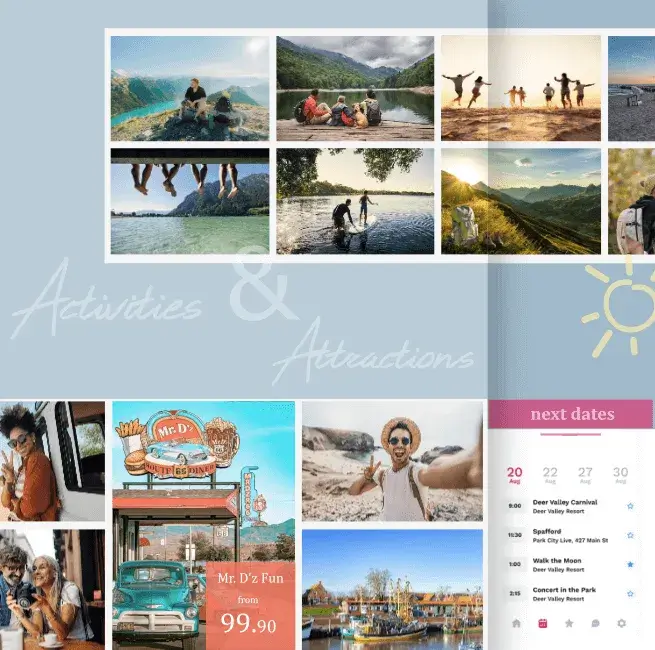 Activities
&
Attractions
Mr. D'z
ROUTE 66 DINER
Mr. D'z Fun
from
99.90
next dates
20 22 27 30
Aug Aug Aug Aug
9:00 Deer Valley Carnival
Deer Valley Resort
11:30 Spafford
Park City Live, 427 Main St
1:00 Walk the Moon
Deer Valley Resort
2:15 Concert in the Park
Deer Valley Resort